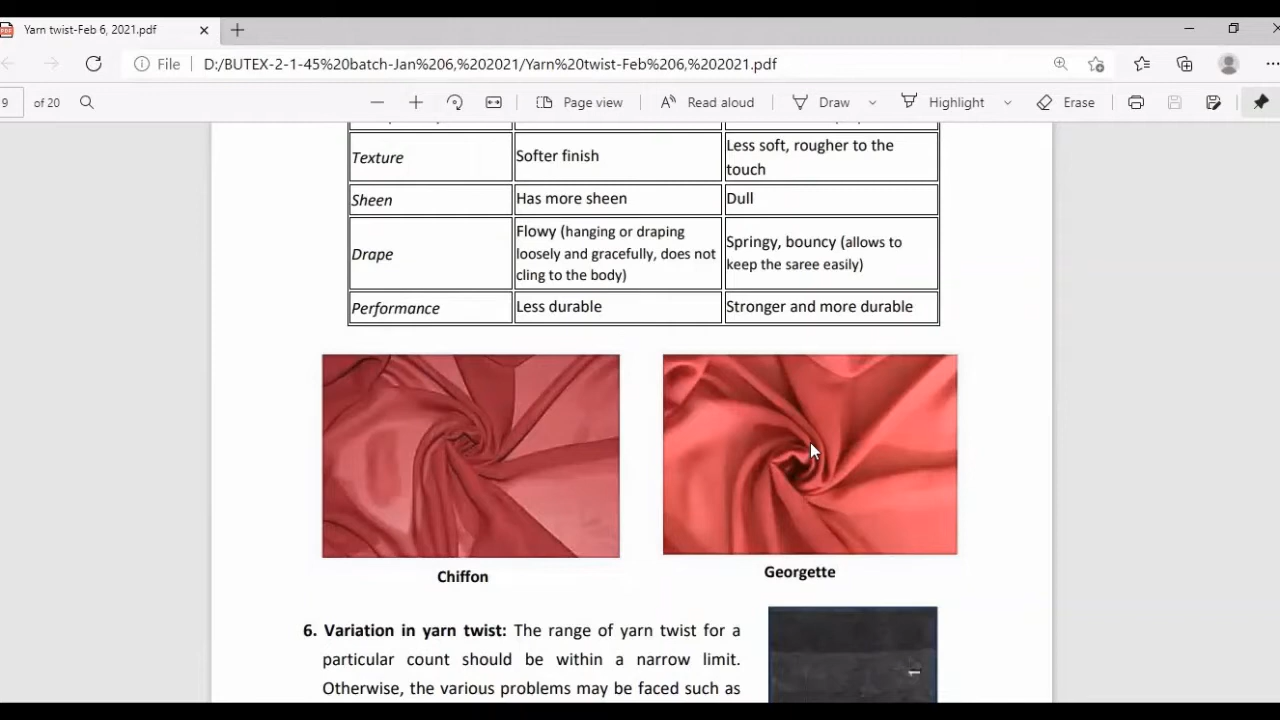 Yarn twist-Feb 6, 2021.pdf
File D:/BUTEX-2-1-45%20batch-Jan%206,%202021/Yarn%20twist-Feb%206,%202021.pdf
9 of 20 Page view Read aloud Draw Highlight Erase
Texture Softer finish Less soft, rougher to the
touch
Sheen Has more sheen Dull
Drape Flowy (hanging or draping
loosely and gracefully, does not
cling to the body) Springy, bouncy (allows to
keep the saree easily)
Performance Less durable Stronger and more durable
Chiffon Georgette
6. Variation in yarn twist: The range of yarn twist for a
particular count should be within a narrow limit.
Otherwise, the various problems may be faced such as